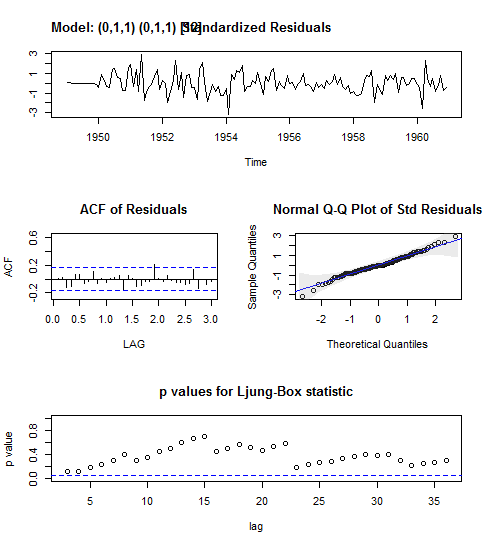 Model: (0,1,1) (0,1,1) [12] Standardized Residuals
3
1
-1
-3
1950 1952 1954 1956 1958 1960
Time
ACF of Residuals
ACF
0.6
0.2
-0.2
0.0 0.5 1.0 1.5 2.0 2.5 3.0
LAG
Normal Q-Q Plot of Std Residuals
Sample Quantiles
3
1
-1
-3
-2 -1 0 1 2
Theoretical Quantiles
p values for Ljung-Box statistic
p value
0.8
0.4
0.0
5 10 15 20 25 30 35
lag